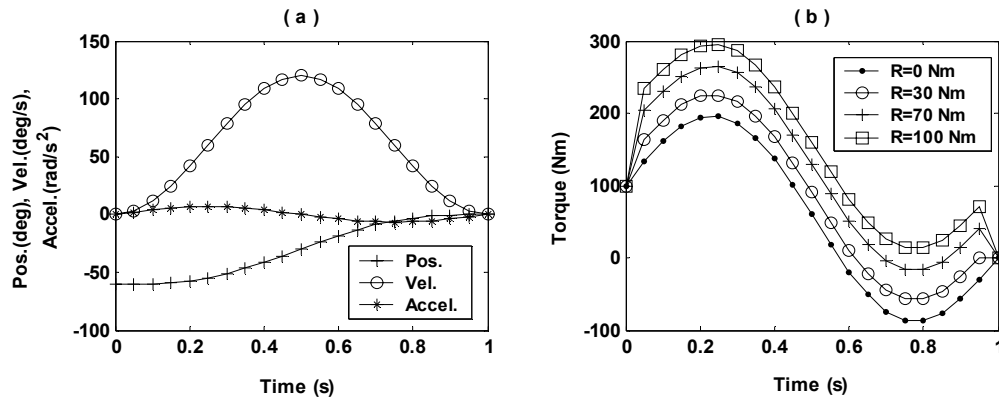 ( a )
Pos.(deg), Vel.(deg/s),
Accel.(rad/s²)
150
100
50
0
-50
-100
0
0.2
0.4
0.6
0.8
1
Time (s)
Pos.
Vel.
Accel.
( b )
Torque (Nm)
300
200
100
0
-100
0
0.2
0.4
0.6
0.8
1
Time (s)
R=0 Nm
R=30 Nm
R=70 Nm
R=100 Nm